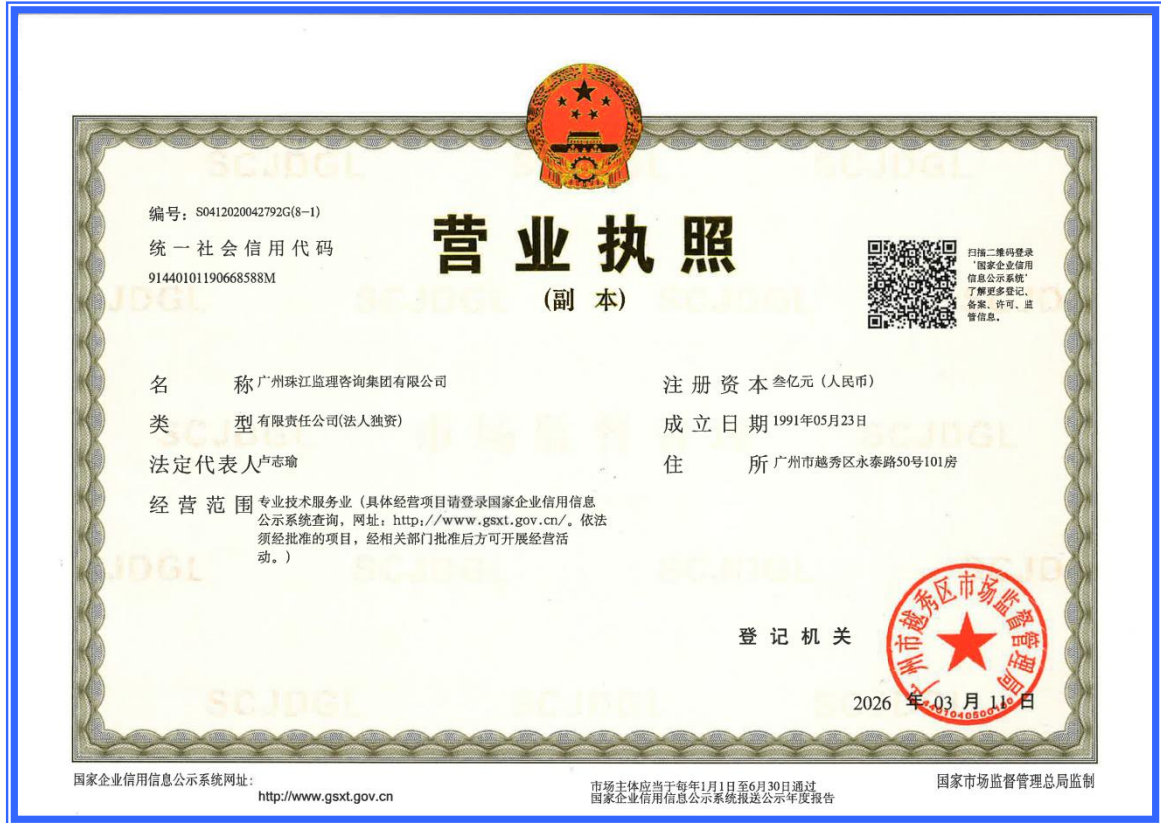 编号：S0412020042792G(8-1)
统一社会信用代码
91440101190668588M
营业执照
(副 本)
扫描二维码登录
‘国家企业信用
信息公示系统’
了解更多登记、
备案、许可、监
管信息。
名 称 广州珠江监理咨询集团有限公司
类 型 有限责任公司(法人独资)
法定代表人 卢志瑜
经营范围 专业技术服务业（具体经营项目请登录国家企业信用信息
公示系统查询，网址：http://www.gsxt.gov.cn/。依法
须经批准的项目，经相关部门批准后方可开展经营活
动。）
注册资本 叁亿元（人民币）
成立日期 1991年05月23日
住 所 广州市越秀区永泰路50号101房
登记机关
广州市越秀区市场监督管理局
2026 年 03 月 11 日
国家企业信用信息公示系统网址：
http://www.gsxt.gov.cn
市场主体应当于每年1月1日至6月30日通过
国家企业信用信息公示系统报送公示年度报告
国家市场监督管理总局监制
SCJDGL